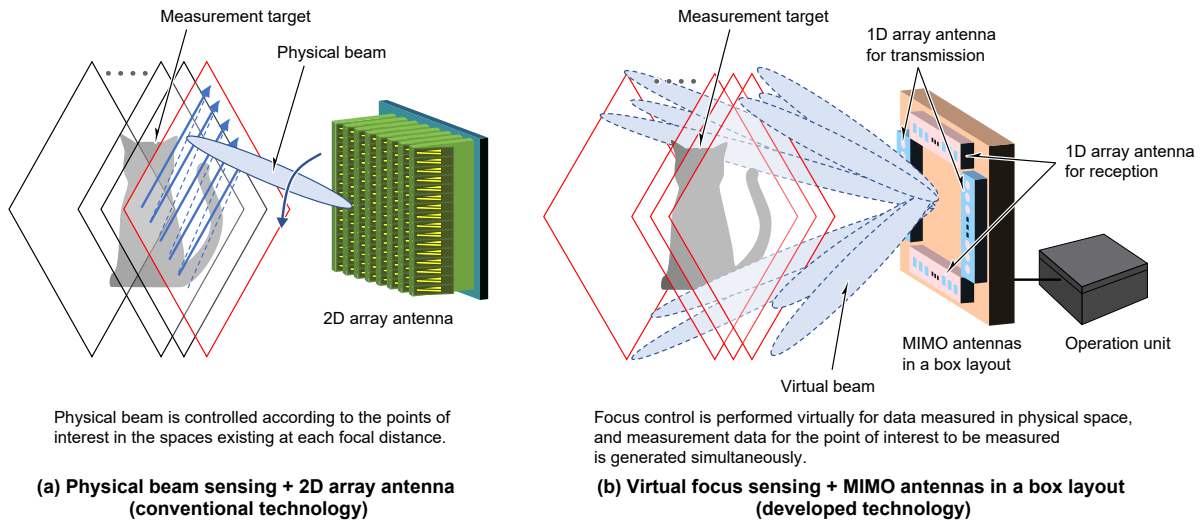 Measurement target
Physical beam
2D array antenna
Physical beam is controlled according to the points of
interest in the spaces existing at each focal distance.
(a) Physical beam sensing + 2D array antenna
(conventional technology)
Measurement target
1D array antenna
for transmission
1D array antenna
for reception
MIMO antennas
in a box layout
Operation unit
Virtual beam
Focus control is performed virtually for data measured in physical space,
and measurement data for the point of interest to be measured
is generated simultaneously.
(b) Virtual focus sensing + MIMO antennas in a box layout
(developed technology)